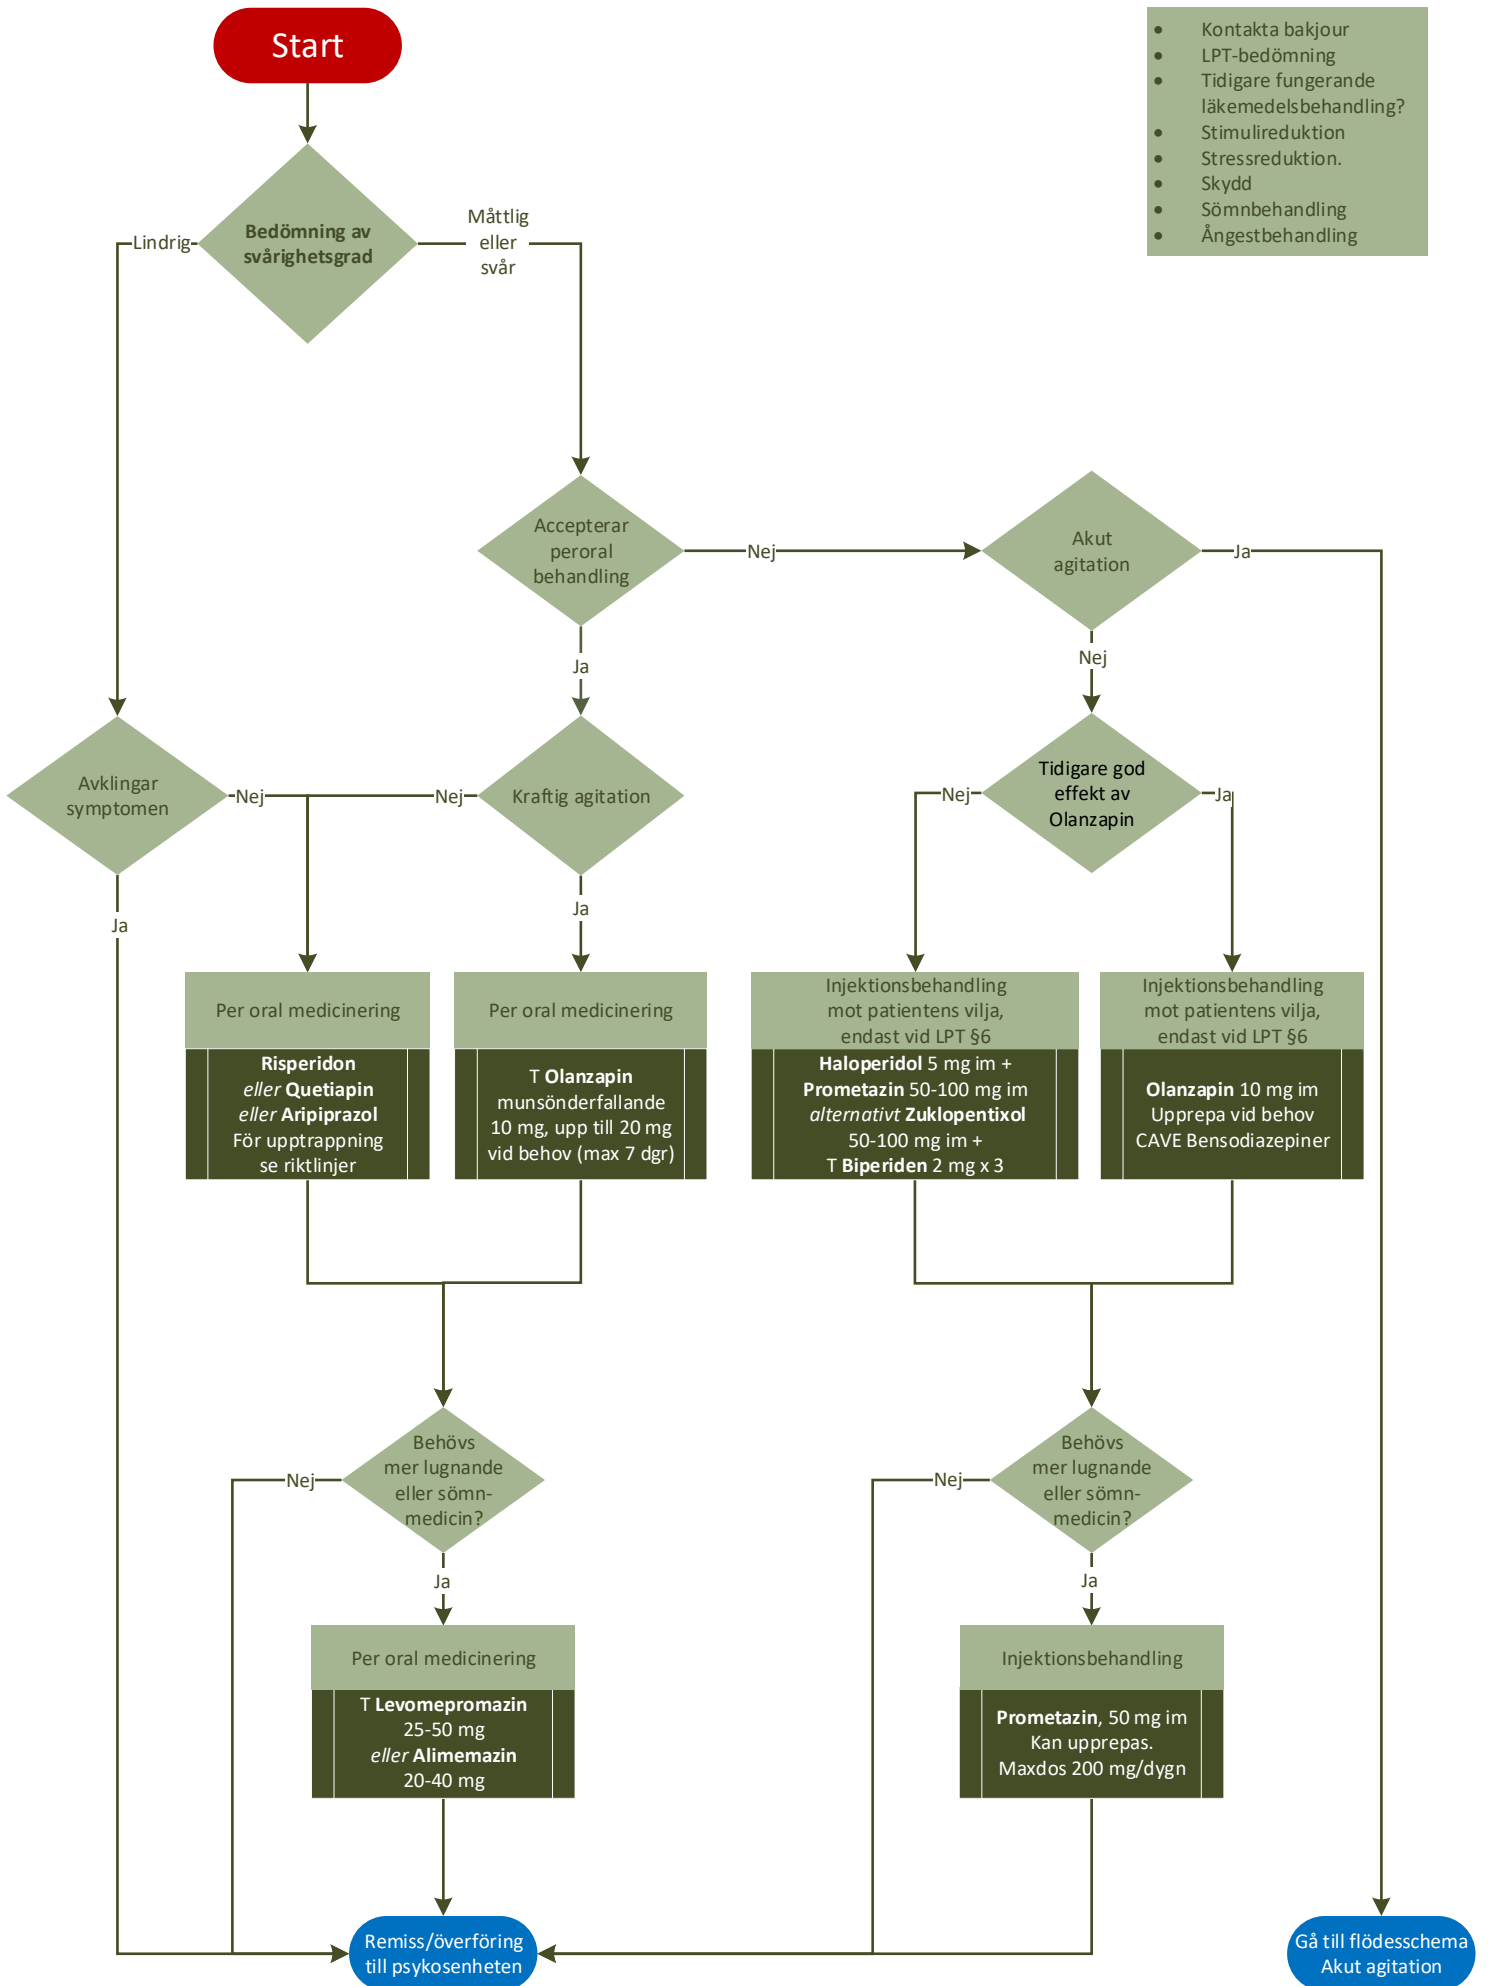 Start
• Kontakta bakjour
• LPT-bedömning
• Tidigare fungerande
läkemedelsbehandling?
• Stimulireduktion
• Stressreduktion.
• Skydd
• Sömnbehandling
• Ångestbehandling
Bedömning av
svårighetsgrad
Lindrig
Måttlig
eller
svår
Accepterar
peroral
behandling
Nej
Akut
agitation
Ja
Ja
Nej
Avklingar
symptomen
Nej
Nej
Kraftig agitation
Tidigare god
effekt av
Olanzapin
Nej
Ja
Ja
Ja
Per oral medicinering
Risperidon
eller Quetiapin
eller Aripiprazol
För upptrappning
se riktlinjer
Per oral medicinering
T Olanzapin
munsönderfallande
10 mg, upp till 20 mg
vid behov (max 7 dgr)
Injektionsbehandling
mot patientens vilja,
endast vid LPT §6
Haloperidol 5 mg im +
Prometazin 50-100 mg im
alternativt Zuklopentixol
50-100 mg im +
T Biperiden 2 mg x 3
Injektionsbehandling
mot patientens vilja,
endast vid LPT §6
Olanzapin 10 mg im
Upprepa vid behov
CAVE Bensodiazepiner
Behövs
mer lugnande
eller sömn-
medicin?
Nej
Ja
Behövs
mer lugnande
eller sömn-
medicin?
Nej
Ja
Per oral medicinering
T Levomepromazin
25-50 mg
eller Alimemazin
20-40 mg
Injektionsbehandling
Prometazin, 50 mg im
Kan upprepas.
Maxdos 200 mg/dygn
Remiss/överföring
till psykosenheten
Gå till flödesschema
Akut agitation